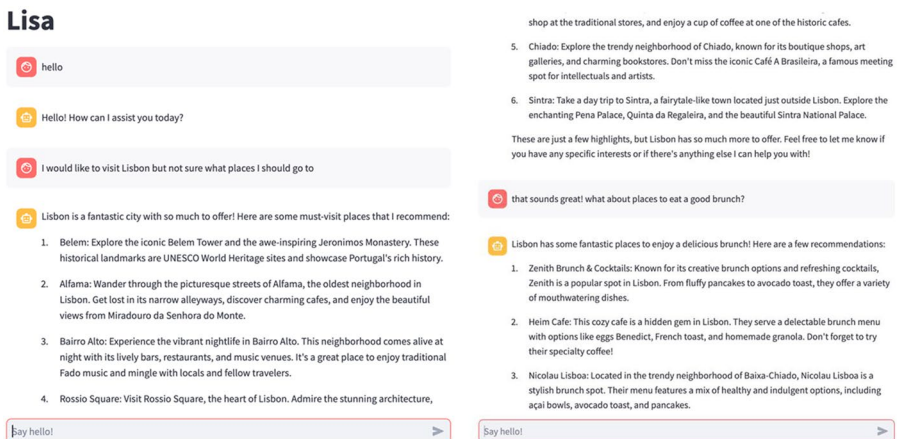 Lisa
hello
Hello! How can I assist you today?
I would like to visit Lisbon but not sure what places I should go to
Lisbon is a fantastic city with so much to offer! Here are some must-visit places that I recommend:
1. Belem: Explore the iconic Belem Tower and the awe-inspiring Jeronimos Monastery. These
historical landmarks are UNESCO World Heritage sites and showcase Portugal's rich history.
2. Alfama: Wander through the picturesque streets of Alfama, the oldest neighborhood in
Lisbon. Get lost in its narrow alleyways, discover charming cafes, and enjoy the beautiful
views from Miradouro da Senhora do Monte.
3. Bairro Alto: Experience the vibrant nightlife in Bairro Alto. This neighborhood comes alive at
night with its lively bars, restaurants, and music venues. It's a great place to enjoy traditional
Fado music and mingle with locals and fellow travelers.
4. Rossio Square: Visit Rossio Square, the heart of Lisbon. Admire the stunning architecture,
Say hello!
shop at the traditional stores, and enjoy a cup of coffee at one of the historic cafes.
5. Chiado: Explore the trendy neighborhood of Chiado, known for its boutique shops, art
galleries, and charming bookstores. Don't miss the iconic Café A Brasileira, a famous meeting
spot for intellectuals and artists.
6. Sintra: Take a day trip to Sintra, a fairytale-like town located just outside Lisbon. Explore the
enchanting Pena Palace, Quinta da Regaleira, and the beautiful Sintra National Palace.
These are just a few highlights, but Lisbon has so much more to offer. Feel free to let me know if
you have any specific interests or if there's anything else I can help you with!
that sounds great! what about places to eat a good brunch?
Lisbon has some fantastic places to enjoy a delicious brunch! Here are a few recommendations:
1. Zenith Brunch & Cocktails: Known for its creative brunch options and refreshing cocktails,
Zenith is a popular spot in Lisbon. From fluffy pancakes to avocado toast, they offer a variety
of mouthwatering dishes.
2. Heim Cafe: This cozy cafe is a hidden gem in Lisbon. They serve a delectable brunch menu
with options like eggs Benedict, French toast, and homemade granola. Don't forget to try
their specialty coffee!
3. Nicolau Lisboa: Located in the trendy neighborhood of Baixa-Chiado, Nicolau Lisboa is a
stylish brunch spot. Their menu features a mix of healthy and indulgent options, including
açai bowls, avocado toast, and pancakes.
Say hello!